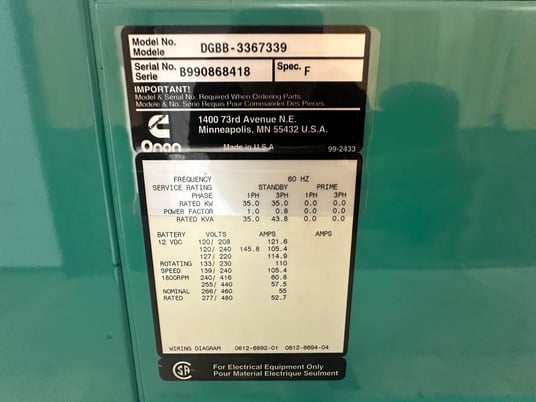 Model No. DGBB-3367339
Modele
Serial No. B990868418 Spec. F
Serie
IMPORTANT!
Model & Serial No. Required When Ordering Parts.
Modele & No. Serie Requis Pour Commander Des Pieces.
1400 73rd Avenue N.E.
Minneapolis, MN 55432 U.S.A.
Onan Made in U.S.A 99-2433
FREQUENCY 60 HZ
SERVICE RATING STANDBY PRIME
PHASE 1PH 3PH 1PH 3PH
RATED KW 35.0 35.0 0.0 0.0
POWER FACTOR 1.0 0.8 0.0 0.0
RATED KVA 35.0 43.8 0.0 0.0
BATTERY VOLTS AMPS AMPS
12 VDC 120/ 208 121.6
120/ 240 145.8 105.4
127/ 220 114.9
ROTATING 133/ 230 110
SPEED 139/ 240 105.4
1800RPM 240/ 416 60.8
255/ 440 57.5
NOMINAL 266/ 460 55
RATED 277/ 480 52.7
WIRING DIAGRAM 0612-6692-01 0612-6694-04
For Electrical Equipment Only
Pour Material Electrique Seulment